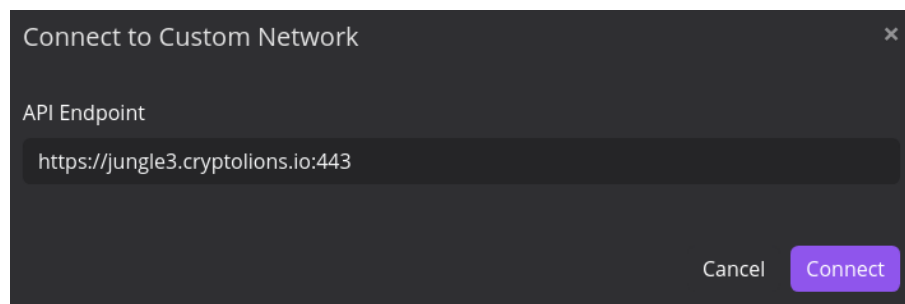 Connect to Custom Network ×
API Endpoint
https://jungle3.cryptolions.io:443
Cancel Connect